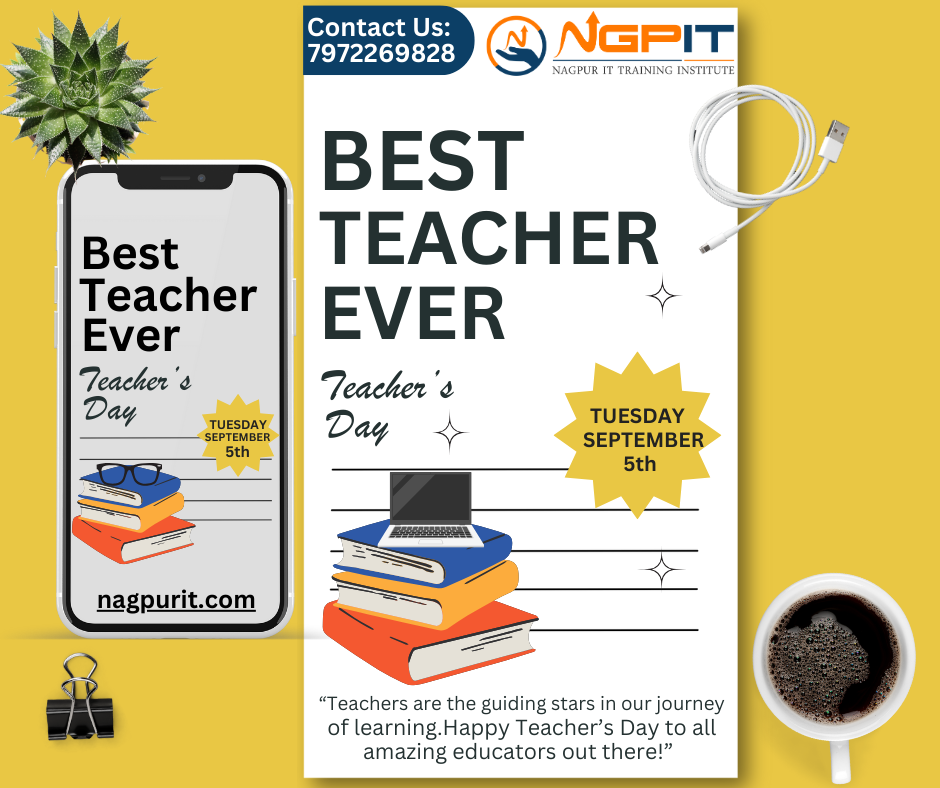 Contact Us:
7972269828
NGPIT
NAGPUR IT TRAINING INSTITUTE
BEST
TEACHER
EVER
Teacher's
Day
TUESDAY
SEPTEMBER
5th
“Teachers are the guiding stars in our journey
of learning.Happy Teacher’s Day to all
amazing educators out there!”
Best
Teacher
Ever
Teacher's
Day
TUESDAY
SEPTEMBER
5th
nagpurit.com